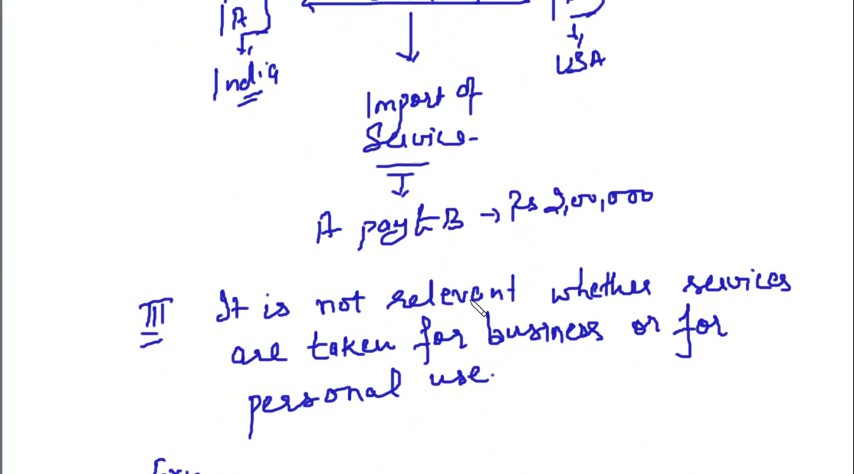 A
India
USA
Import of
Service
A pay to B → Rs 2,00,000
III It is not relevant whether services
are taken for business or for
personal use.